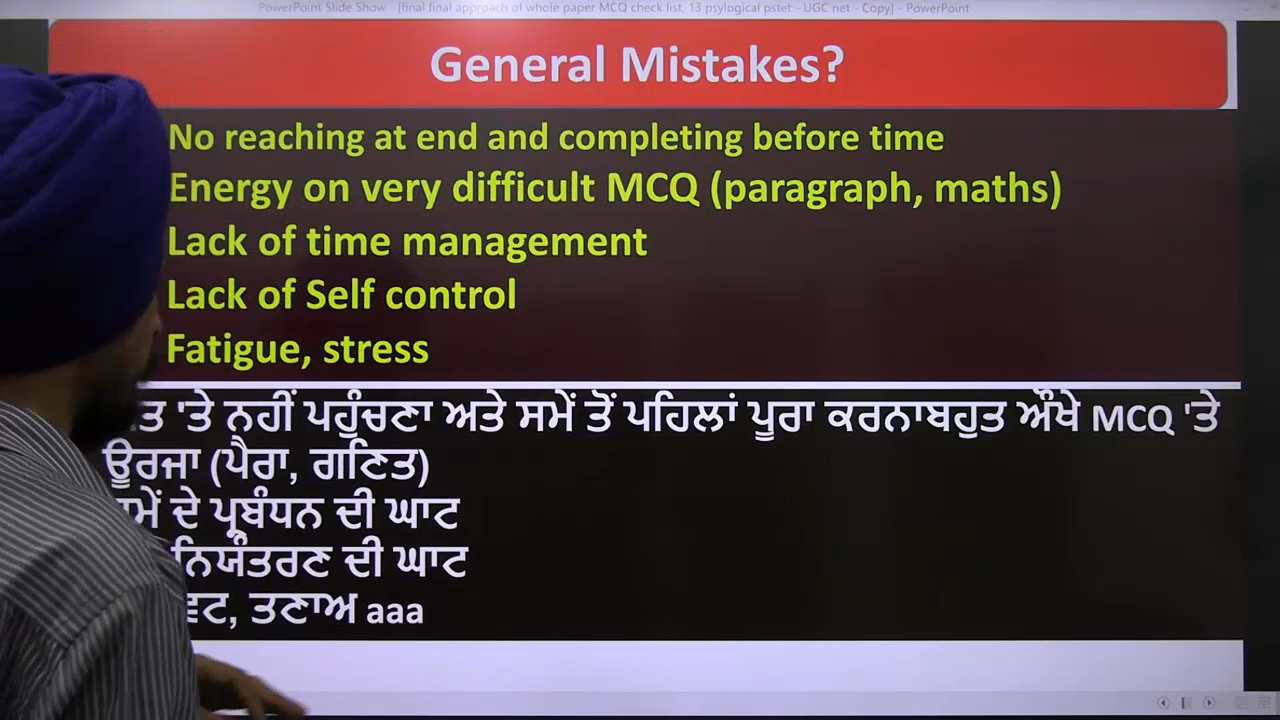 PowerPoint Slide Show - [final final approach of whole paper MCQ check list, 13 psylogical pstet - UGC net - Copy] - PowerPoint
General Mistakes?
No reaching at end and completing before time
Energy on very difficult MCQ (paragraph, maths)
Lack of time management
Lack of Self control
Fatigue, stress
'ਤੇ ਨਹੀਂ ਪਹੁੰਚਣਾ ਅਤੇ ਸਮੇਂ ਤੋਂ ਪਹਿਲਾਂ ਪੂਰਾ ਕਰਨਾਬਹੁਤ ਔਖੇ MCQ 'ਤੇ
ਊਰਜਾ (ਪੈਰਾ, ਗਣਿਤ)
ਦੇ ਪ੍ਰਬੰਧਨ ਦੀ ਘਾਟ
ਨਿਯੰਤਰਣ ਦੀ ਘਾਟ
ਤਣਾਅ aaa